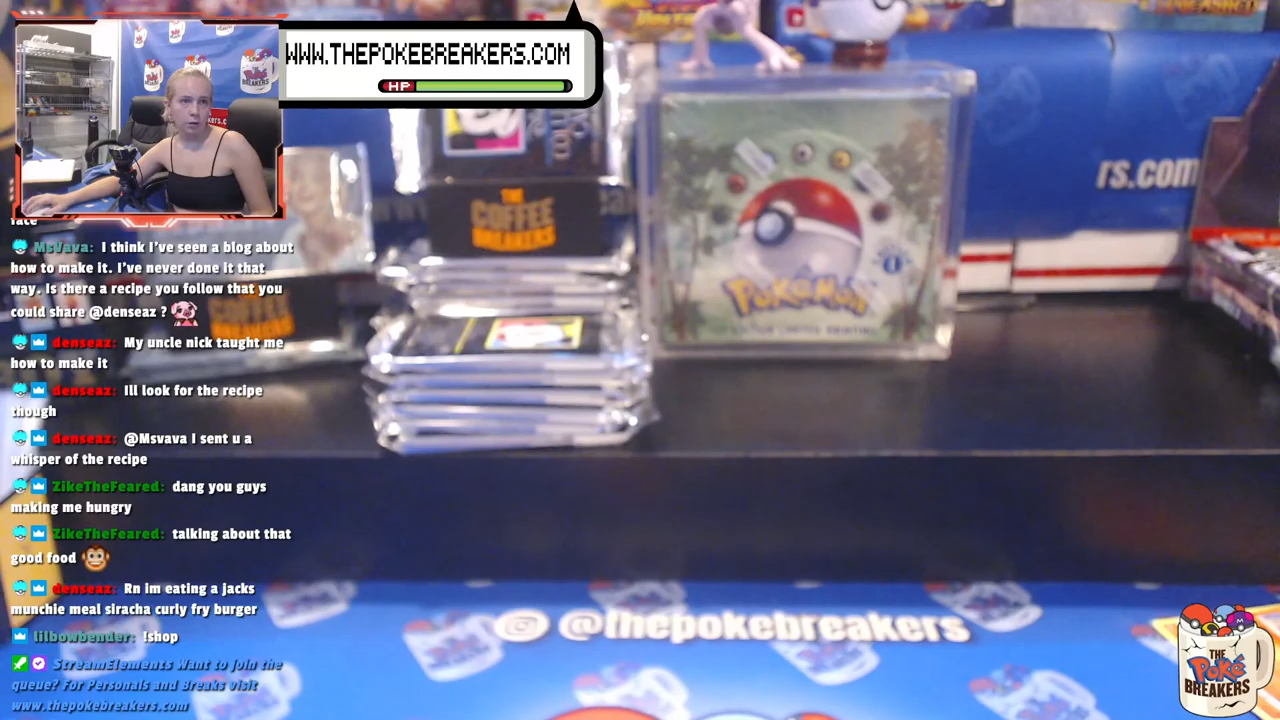 WWW.THEPOKEBREAKERS.COM
HP
THE
COFFEE
BREAKERS
POKéMON
rs.com
face
MsVava: I think I've seen a blog about
how to make it. I've never done it that
way. Is there a recipe you follow that you
could share @denseaz ?
denseaz: My uncle nick taught me
how to make it
denseaz: Ill look for the recipe
though
denseaz: @Msvava I sent u a
whisper of the recipe
ZikeTheFeared: dang you guys
making me hungry
ZikeTheFeared: talking about that
good food
denseaz: Rn im eating a jacks
munchie meal siracha curly fry burger
lilbowbender: !shop
StreamElements Want to join the
queue? For Personals and Breaks visit
www.thepokebreakers.com
@thepokebreakers
THE
Poké
BREAKERS